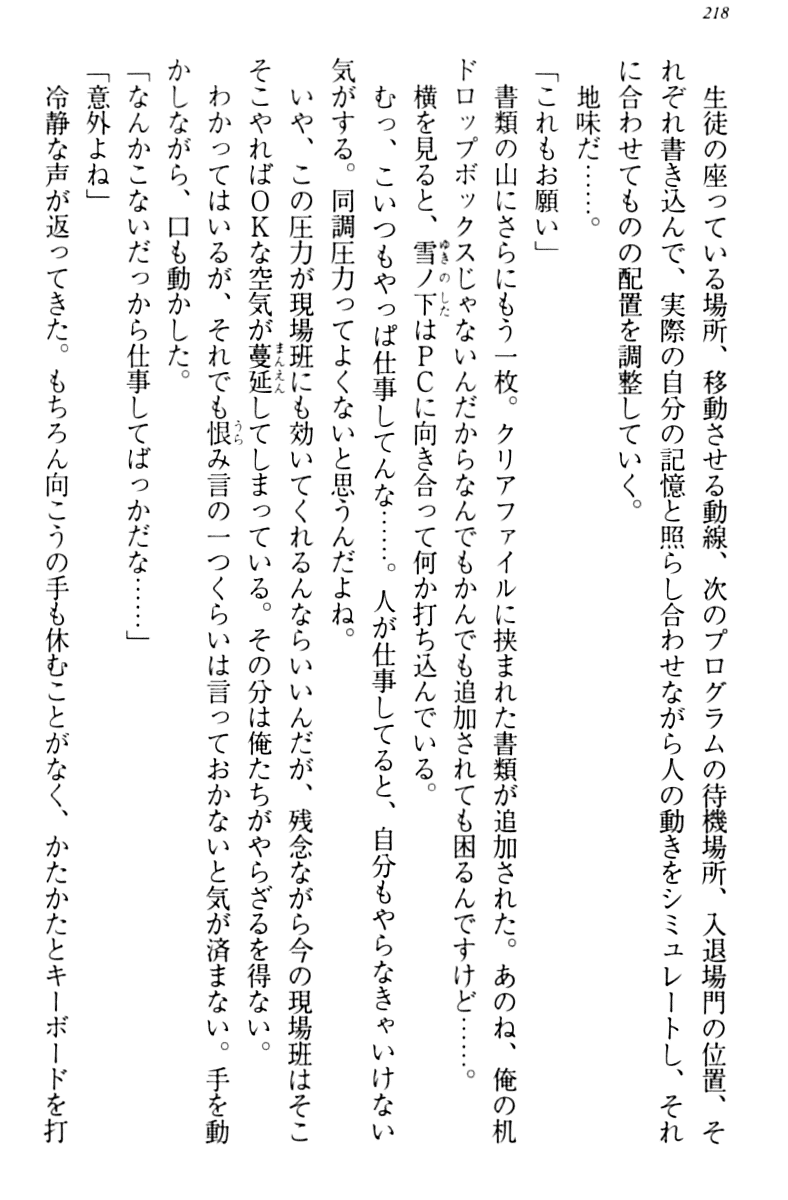 218
生徒の座っている場所、移動させる動線、次のプログラムの待機場所、入退場門の位置、そ
れぞれ書き込んで、実際の自分の記憶と照らし合わせながら人の動きをシミュレートし、それ
に合わせてものの配置を調整していく。
地味だ……。
「これもお願い」
書類の山にさらにもう一枚。クリアファイルに挟まれた書類が追加された。あのね、俺の机
ドロップボックスじゃないんだからなんでもかんでも追加されても困るんですけど……。
横を見ると、雪ノ下はPCに向き合って何か打ち込んでいる。
むっ、こいつもやっぱ仕事してんな……。人が仕事してると、自分もやらなきゃいけない
気がする。同調圧力ってよくないと思うんだよね。
いや、この圧力が現場班にも効いてくれるんならいいんだが、残念ながら今の現場班はそこ
そこやればOKな空気が蔓延してしまっている。その分は俺たちがやらざるを得ない。
わかってはいるが、それでも恨み言の一つくらいは言っておかないと気が済まない。手を動
かしながら、口も動かした。
「なんかこないだっから仕事してばっかだな……」
「意外よね」
冷静な声が返ってきた。もちろん向こうの手も休むことがなく、かたかたとキーボードを打